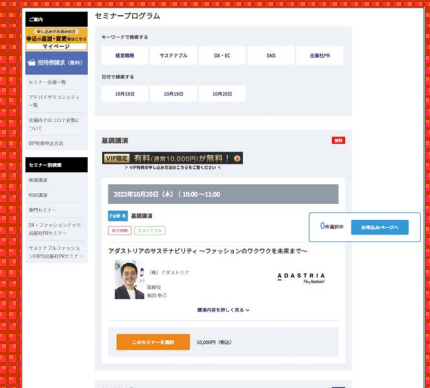 ご案内
申し込みがお済みの方
申込の追加・変更はこちら
マイページ
招待券請求（無料）
セミナー会場一覧
アドバイザリコミッティ
一覧
会場内でのコロナ対策に
ついて
VIP特典申込方法
セミナー別検索
基調講演
特別講演
専門セミナー
DX・ファッションテック
出展社PRセミナー
サステナブルファッショ
ンEXPO出展社PRセミナー
セミナープログラム
キーワードで検索する
経営戦略
サステナブル
DX・EC
SNS
出展社PR
日付で検索する
10月18日
10月19日
10月20日
基調講演
有料
VIP限定 有料(通常10,000円)が無料！
> VIP特典の申し込み方法はこちらをご覧ください <
2022年10月20日（木）｜10:00～11:00
FaW-K 基調講演
経営戦略
サステナブル
0件選択中
お申込みページへ
アダストリアのサステナビリティ ～ファッションのワクワクを未来まで～
（株）アダストリア
取締役
福田 泰己
ADASTRIA
Play fashion!
講演内容を詳しく見る
このセミナーを選択
10,000円（税込）